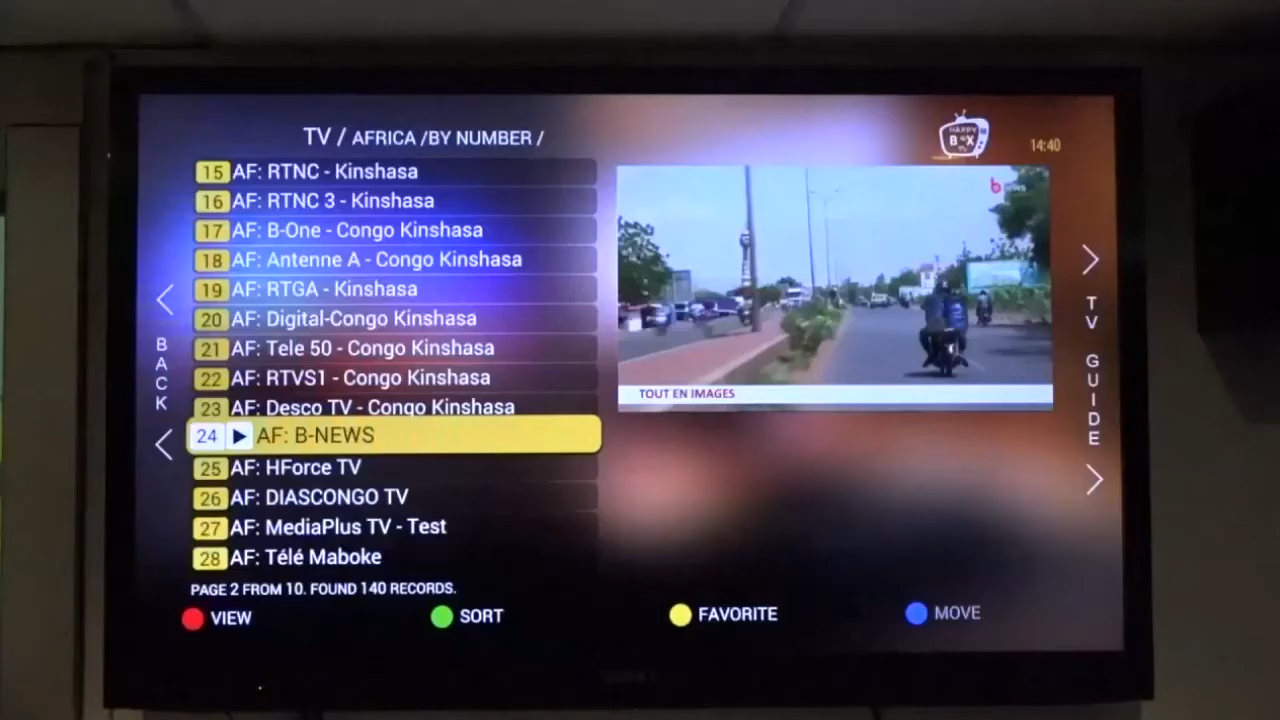 TV / AFRICA /BY NUMBER /
HAPPY
B X
TV
14:40
15 AF: RTNC - Kinshasa
16 AF: RTNC 3 - Kinshasa
17 AF: B-One - Congo Kinshasa
18 AF: Antenne A - Congo Kinshasa
19 AF: RTGA - Kinshasa
20 AF: Digital-Congo Kinshasa
21 AF: Tele 50 - Congo Kinshasa
22 AF: RTVS1 - Congo Kinshasa
23 AF: Desco TV - Congo Kinshasa
24 AF: B-NEWS
25 AF: HForce TV
26 AF: DIASCONGO TV
27 AF: MediaPlus TV - Test
28 AF: Télé Maboke
BACK
TOUT EN IMAGES
TV GUIDE
PAGE 2 FROM 10. FOUND 140 RECORDS.
VIEW
SORT
FAVORITE
MOVE